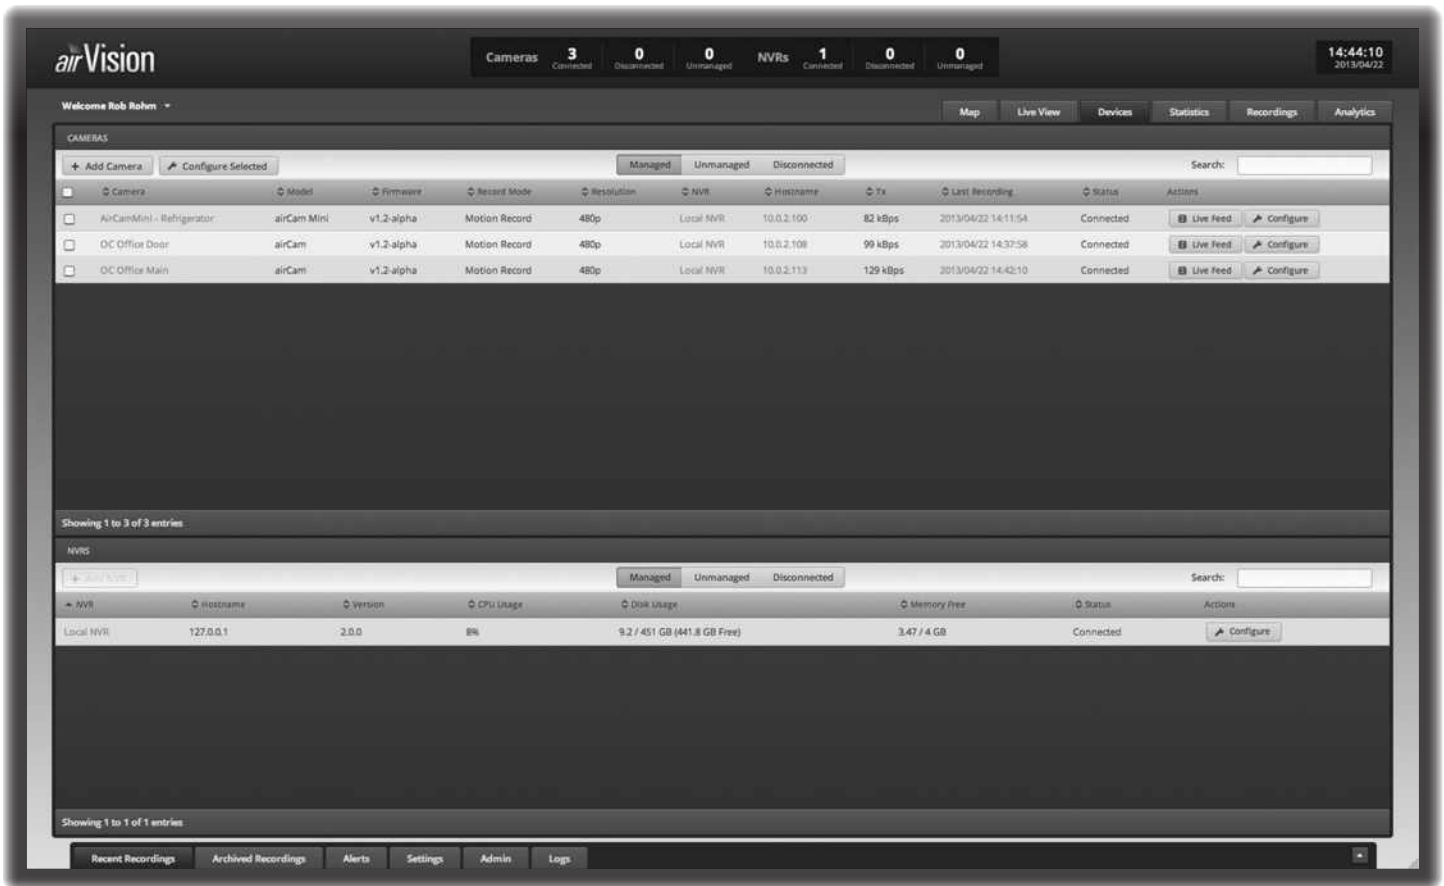 airVision
Cameras 3 Connected 0 Disconnected 0 Unmanaged NVRs 1 Connected 0 Disconnected 0 Unmanaged
14:44:10
2013/04/22
Welcome Rob Rohm
Map Live View Devices Statistics Recordings Analytics
CAMERAS
+ Add Camera Configure Selected Managed Unmanaged Disconnected Search:
Camera Model Firmware Record Mode Resolution NVR Hostname Tx Last Recording Status Actions
AirCamMini - Refrigerator airCam Mini v1.2-alpha Motion Record 480p Local NVR 10.0.2.100 82 kBps 2013/04/22 14:11:54 Connected Live Feed Configure
OC Office Door airCam v1.2-alpha Motion Record 480p Local NVR 10.0.2.108 99 kBps 2013/04/22 14:37:58 Connected Live Feed Configure
OC Office Main airCam v1.2-alpha Motion Record 480p Local NVR 10.0.2.113 129 kBps 2013/04/22 14:42:10 Connected Live Feed Configure
Showing 1 to 3 of 3 entries
NVRS
+ Add NVR Managed Unmanaged Disconnected Search:
NVR Hostname Version CPU Usage Disk Usage Memory Free Status Actions
Local NVR 127.0.0.1 2.0.0 8% 9.2 / 451 GB (441.8 GB Free) 3.47 / 4 GB Connected Configure
Showing 1 to 1 of 1 entries
Recent Recordings Archived Recordings Alerts Settings Admin Logs